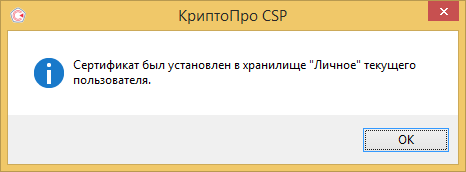 КриптоПро CSP
Сертификат был установлен в хранилище "Личное" текущего
пользователя.
OK